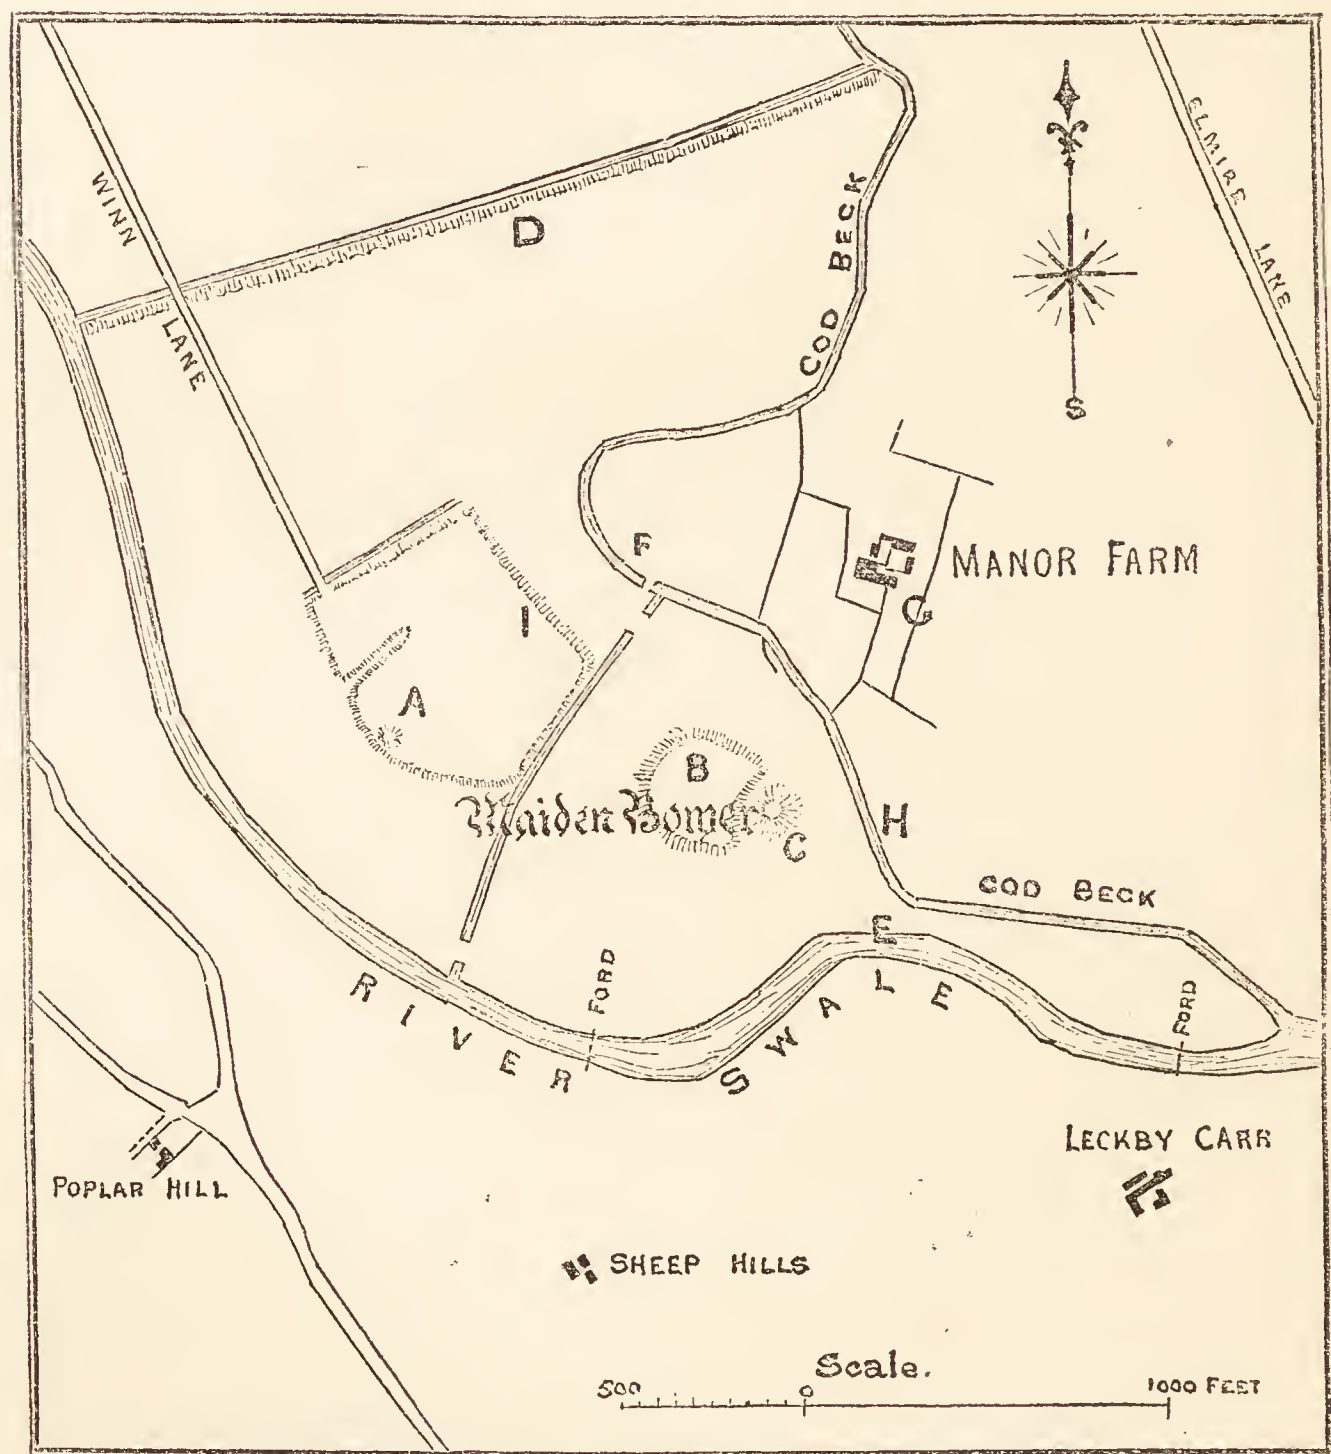 WINN LANE
D
COD BECK
ELMIRE LANE
S
F
MANOR FARM
G
I
A
B
Maiden Bower
C
H
COD BECK
E
FORD
RIVER SWALE
FORD
LECKBY CARR
POPLAR HILL
SHEEP HILLS
Scale.
500 0 1000 FEET